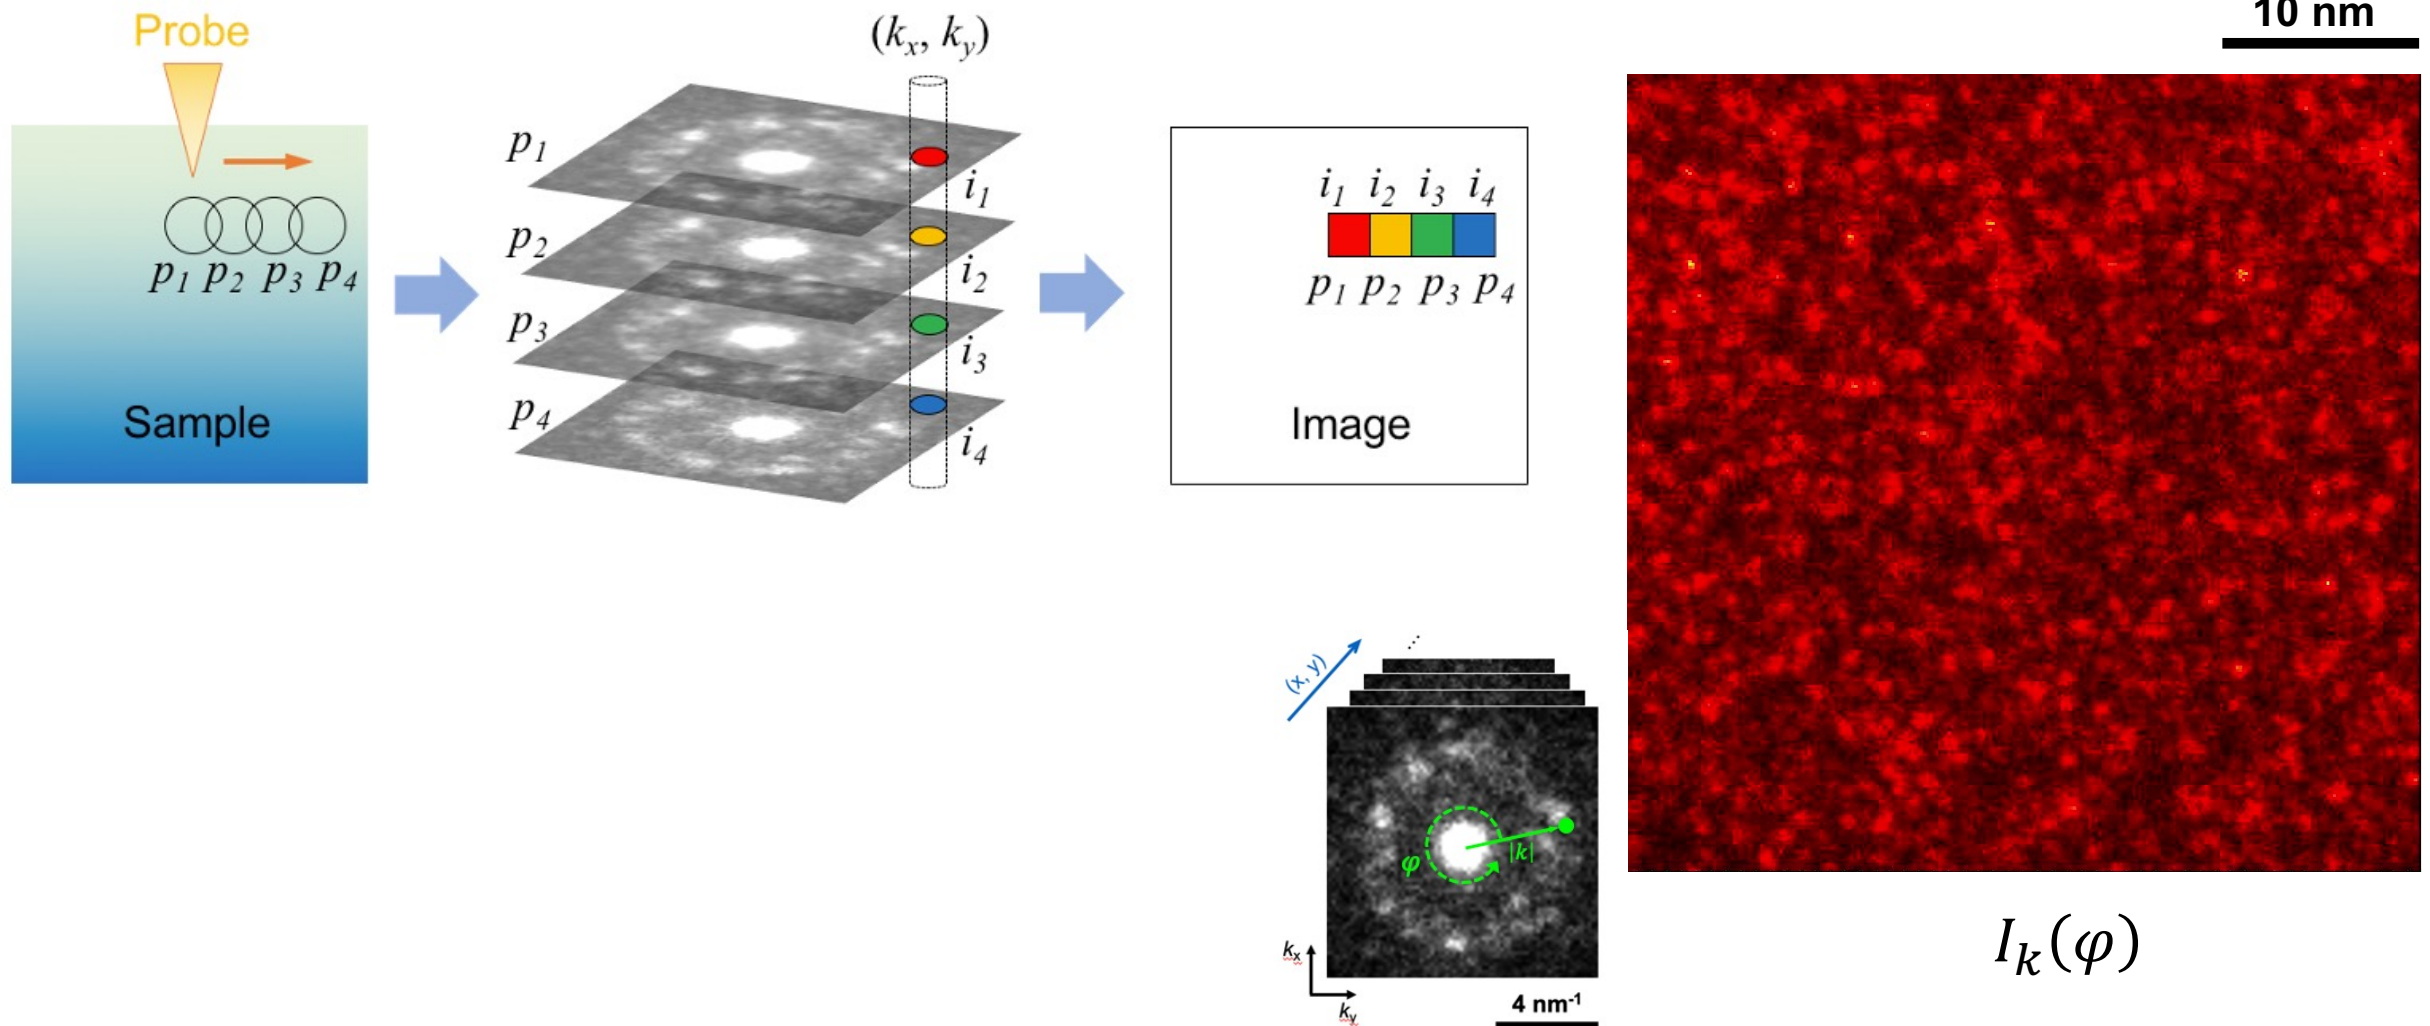 Probe
p1 p2 p3 p4
Sample
(kx, ky)
p1
i1
p2
i2
p3
i3
p4
i4
i1 i2 i3 i4
p1 p2 p3 p4
Image
10 nm
(x, y)
φ
|k|
kx
ky
4 nm-1
Ik(φ)